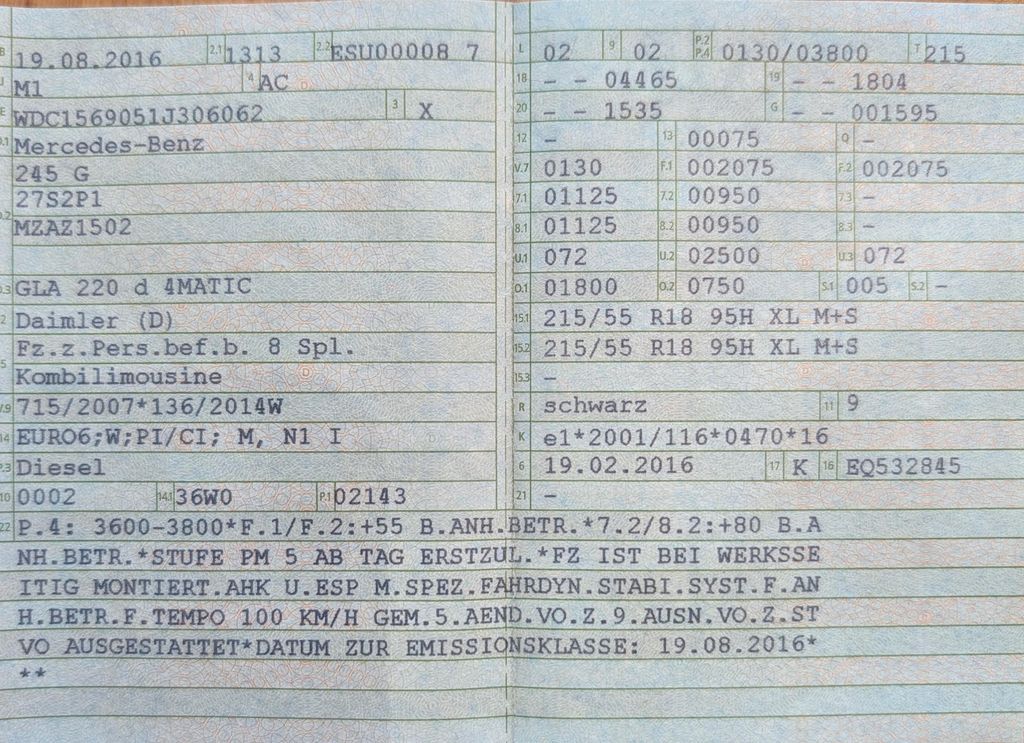 B 19.08.2016 2.1 1313 2.2 ESU00008 7
J M1 4 AC
E WDC1569051J306062 3 X
D.1 Mercedes-Benz
245 G
27S2P1
D.2 MZAZ1502
D.3 GLA 220 d 4MATIC
2 Daimler (D)
Fz.z.Pers.bef.b. 8 Spl.
5 Kombilimousine
V.9 715/2007*136/2014W
14 EURO6;W;PI/CI; M, N1 I
P.3 Diesel
10 0002 14.1 36W0 P.1 02143
L 02 9 02 P.2 P.4 0130/03800 T 215
18 - - 04465 19 - - 1804
20 - - 1535 G - - 001595
12 - 13 00075 Q -
V.7 0130 F.1 002075 F.2 002075
7.1 01125 7.2 00950 7.3 -
8.1 01125 8.2 00950 8.3 -
U.1 072 U.2 02500 U.3 072
O.1 01800 O.2 0750 S.1 005 S.2 -
15.1 215/55 R18 95H XL M+S
15.2 215/55 R18 95H XL M+S
15.3 -
R schwarz 11 9
K e1*2001/116*0470*16
6 19.02.2016 17 K 16 EQ532845
21 -
22 P.4: 3600-3800*F.1/F.2:+55 B.ANH.BETR.*7.2/8.2:+80 B.A
NH.BETR.*STUFE PM 5 AB TAG ERSTZUL.*FZ IST BEI WERKSSE
ITIG MONTIERT.AHK U.ESP M.SPEZ.FAHRDYN.STABI.SYST.F.AN
H.BETR.F.TEMPO 100 KM/H GEM.5.AEND.VO.Z.9.AUSN.VO.Z.ST
VO AUSGESTATTET*DATUM ZUR EMISSIONSKLASSE: 19.08.2016*
**